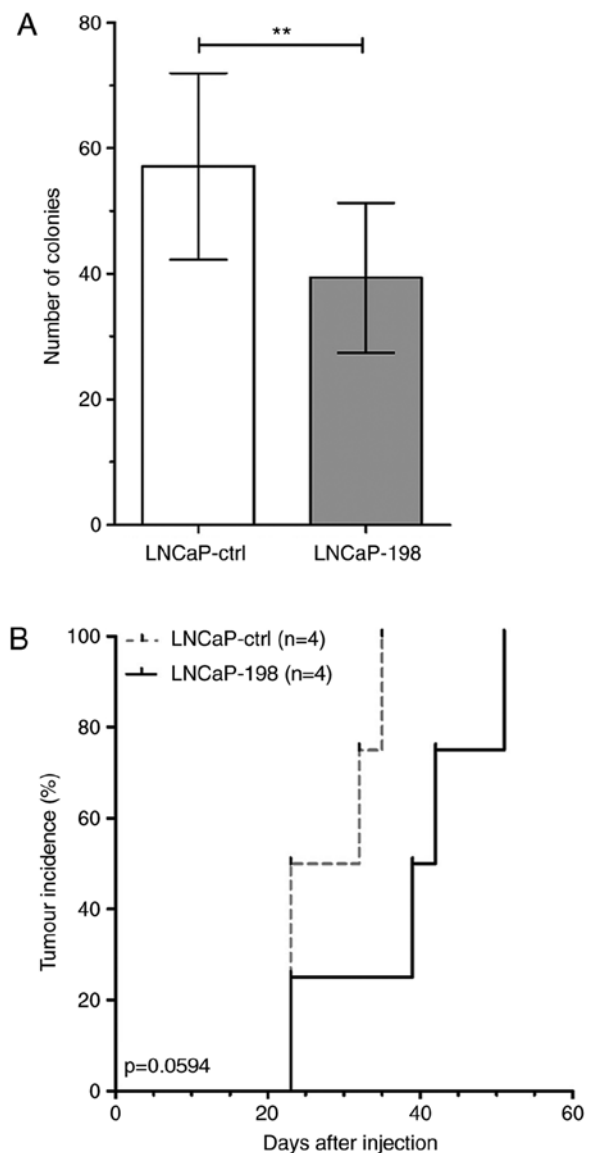 A
80
**
60
Number of colonies
40
20
0
LNCaP-ctrl
LNCaP-198
B
100
LNCaP-ctrl (n=4)
LNCaP-198 (n=4)
80
60
Tumour incidence (%)
40
20
p=0.0594
0
0 20 40 60
Days after injection